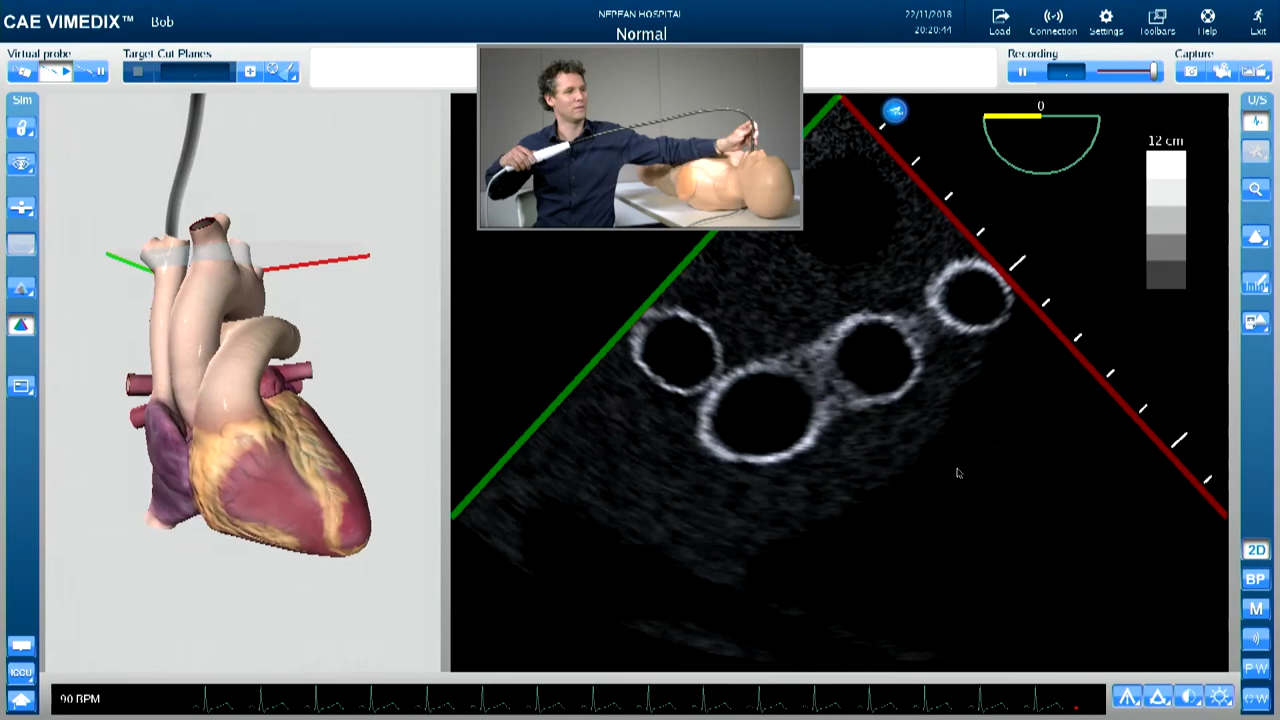 CAE VIMEDIX™ Bob
NEPEAN HOSPITAL
Normal
22/11/2018
20:20:44
Load
Connection
Settings
Toolbars
Help
Exit
Virtual probe
Target Cut Planes
Recording
Capture
Sim
U/S
0
12 cm
2D
BP
M
PW
CW
ICCU
90 BPM